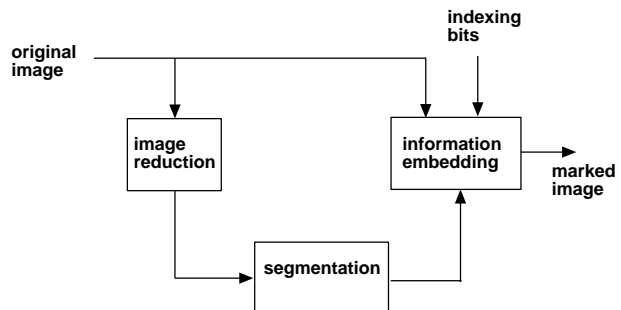 original
image
indexing
bits
image
reduction
information
embedding
marked
image
segmentation